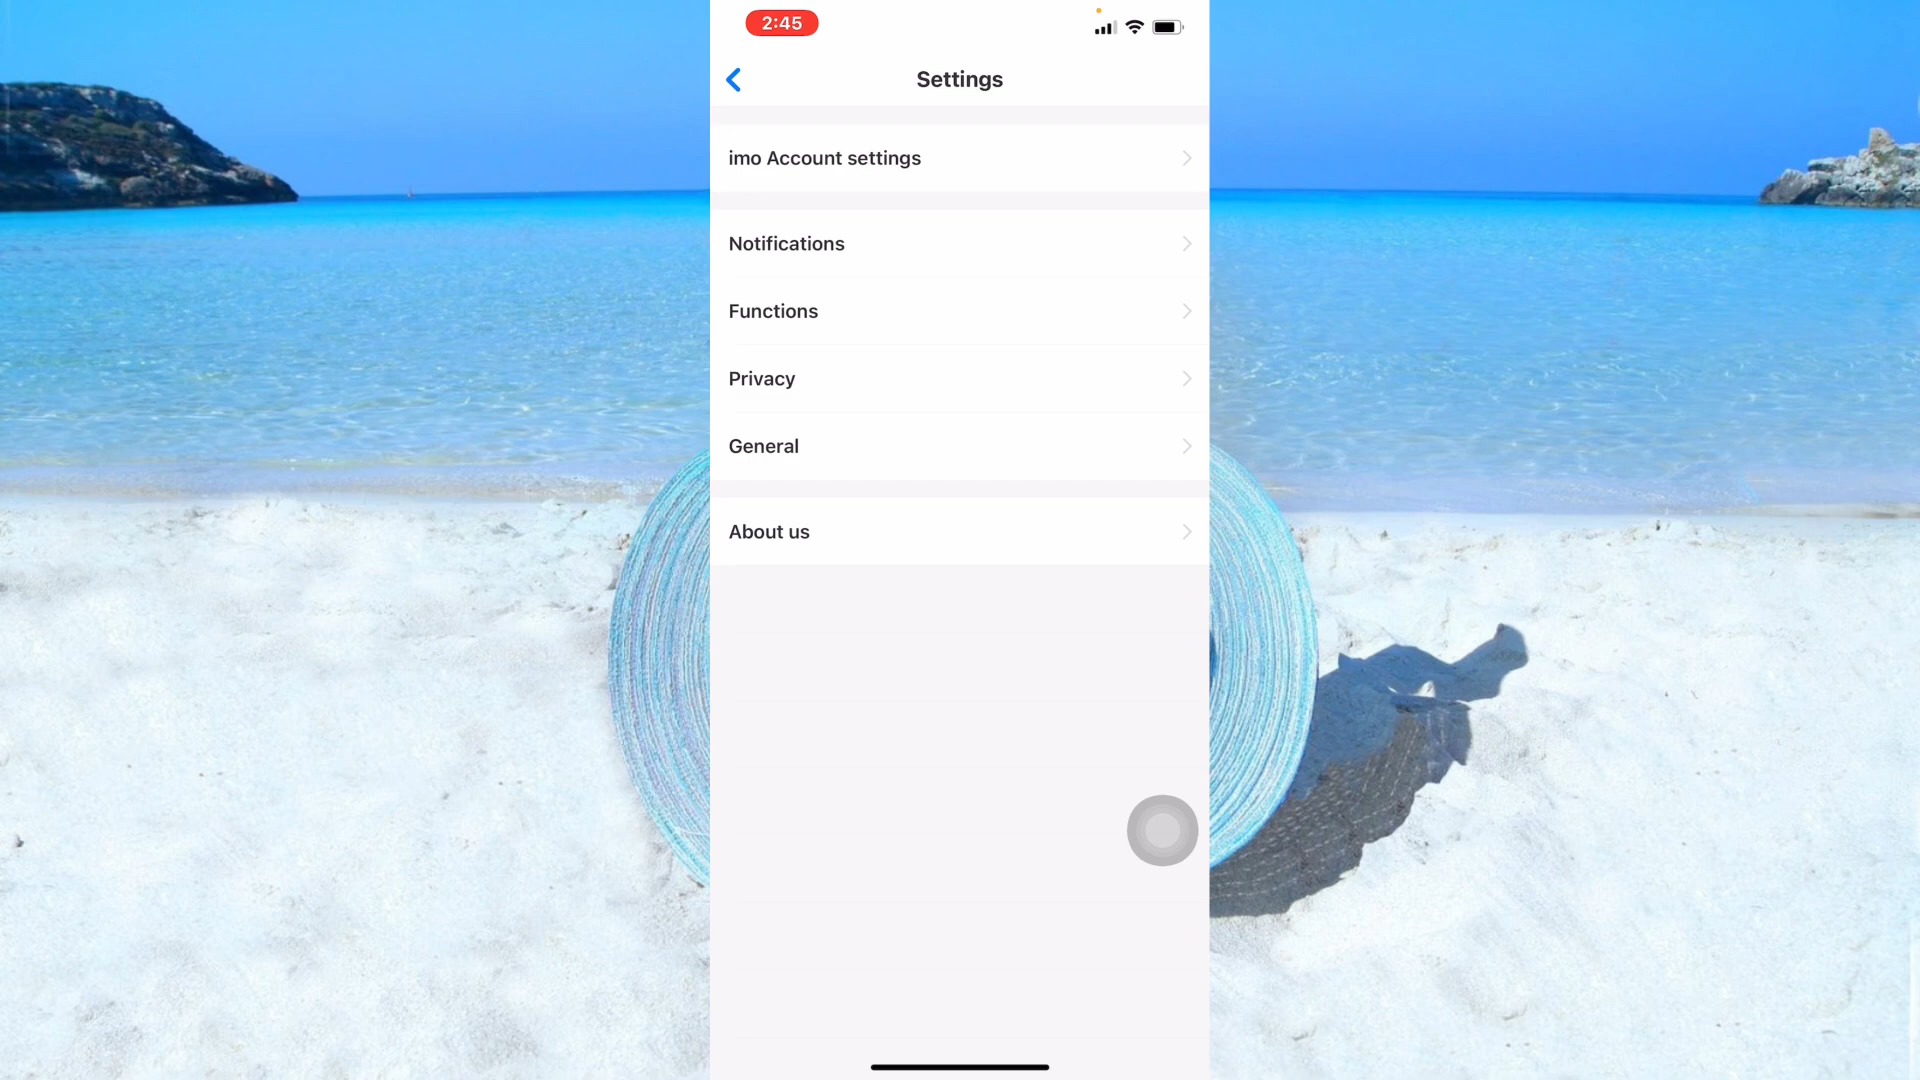 2:45
Settings
imo Account settings
Notifications
Functions
Privacy
General
About us